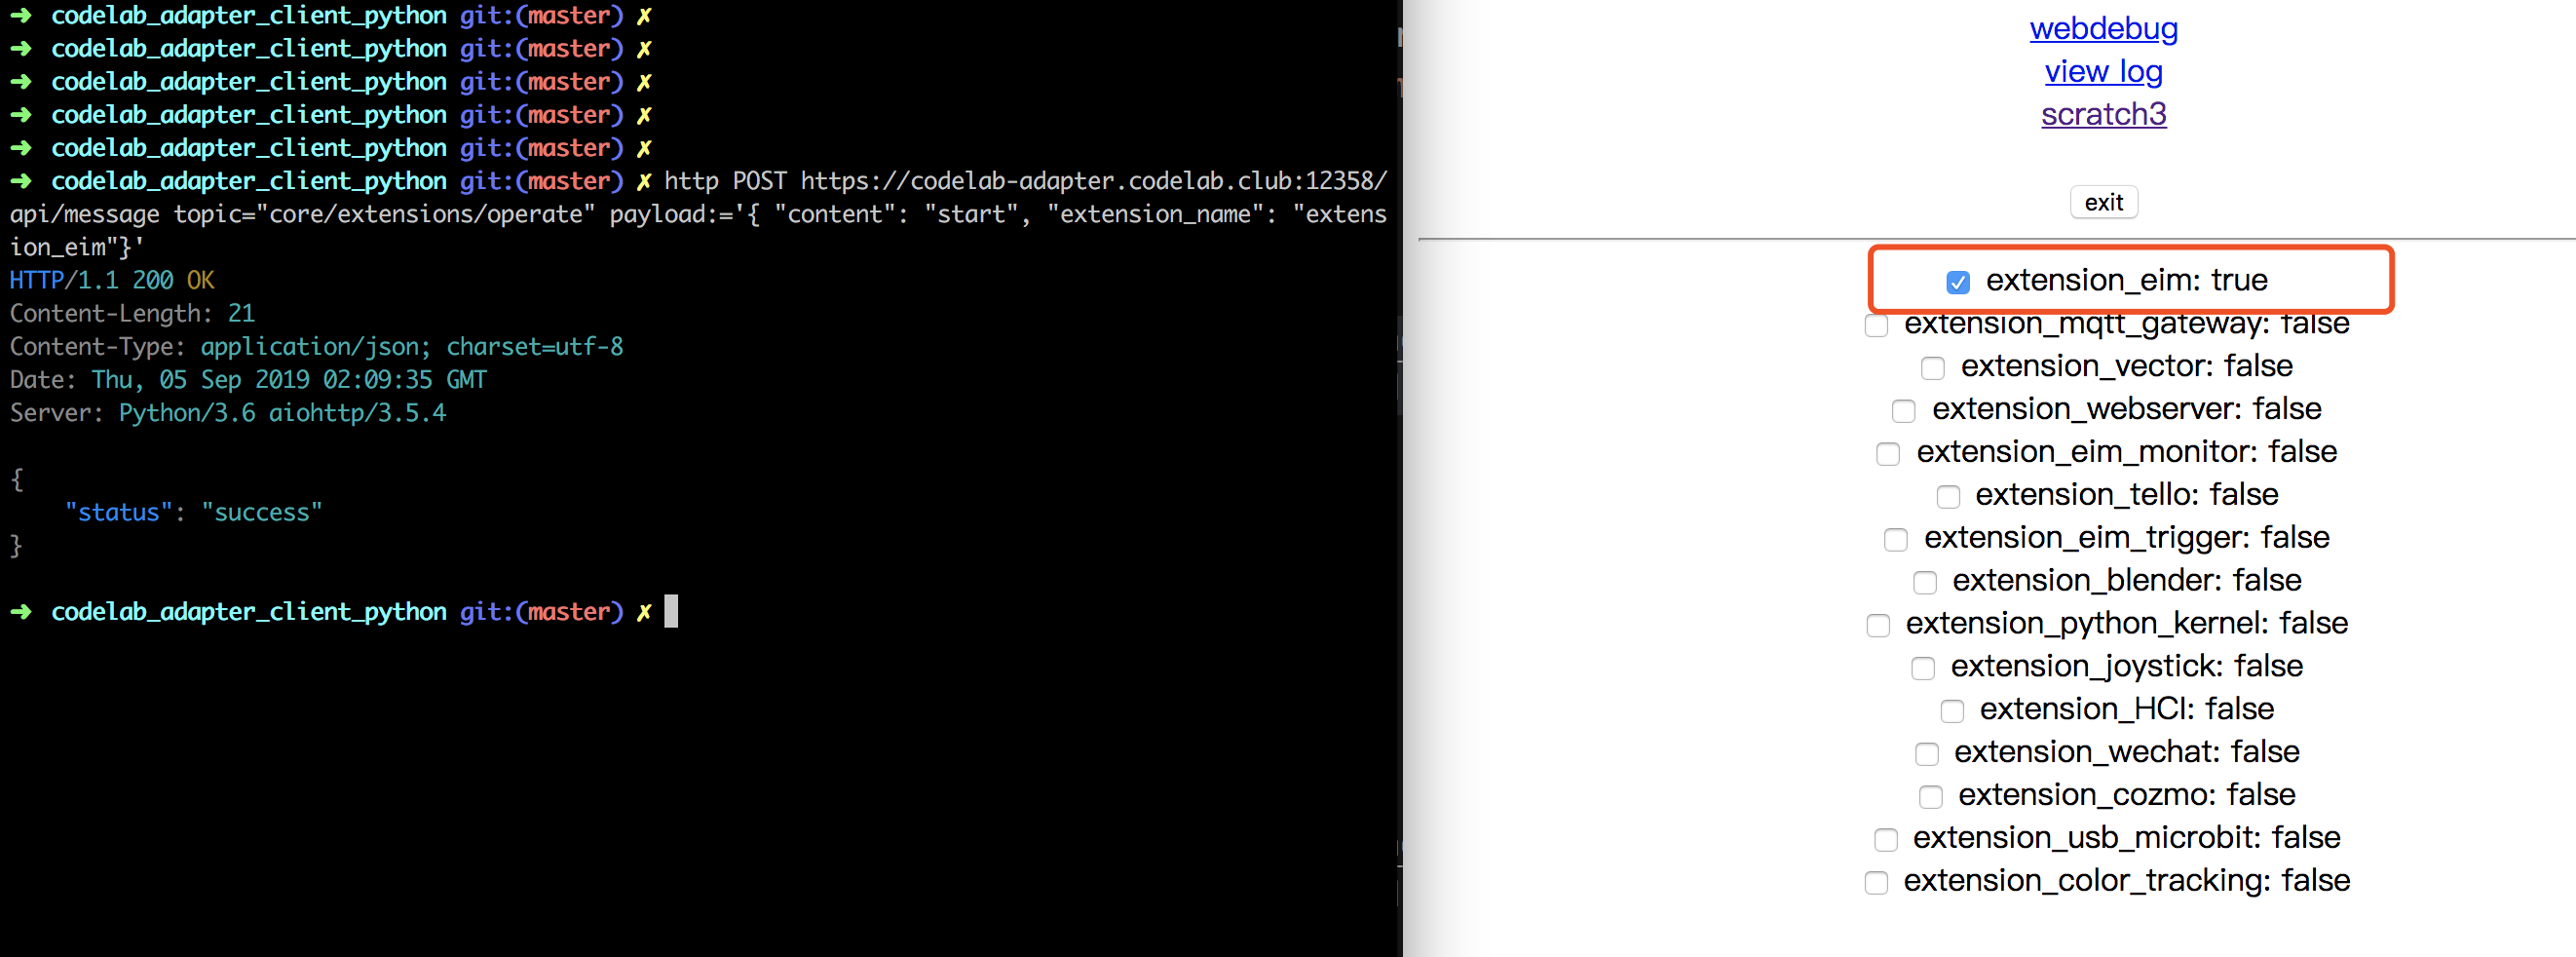 ➜ codelab_adapter_client_python git:(master) ✗
➜ codelab_adapter_client_python git:(master) ✗
➜ codelab_adapter_client_python git:(master) ✗
➜ codelab_adapter_client_python git:(master) ✗
➜ codelab_adapter_client_python git:(master) ✗
➜ codelab_adapter_client_python git:(master) ✗ http POST https://codelab-adapter.codelab.club:12358/
api/message topic="core/extensions/operate" payload:='{ "content": "start", "extension_name": "extens
ion_eim"}'
HTTP/1.1 200 OK
Content-Length: 21
Content-Type: application/json; charset=utf-8
Date: Thu, 05 Sep 2019 02:09:35 GMT
Server: Python/3.6 aiohttp/3.5.4
{
"status": "success"
}
➜ codelab_adapter_client_python git:(master) ✗
webdebug
view log
scratch3
exit
extension_eim: true
extension_mqtt_gateway: false
extension_vector: false
extension_webserver: false
extension_eim_monitor: false
extension_tello: false
extension_eim_trigger: false
extension_blender: false
extension_python_kernel: false
extension_joystick: false
extension_HCI: false
extension_wechat: false
extension_cozmo: false
extension_usb_microbit: false
extension_color_tracking: false